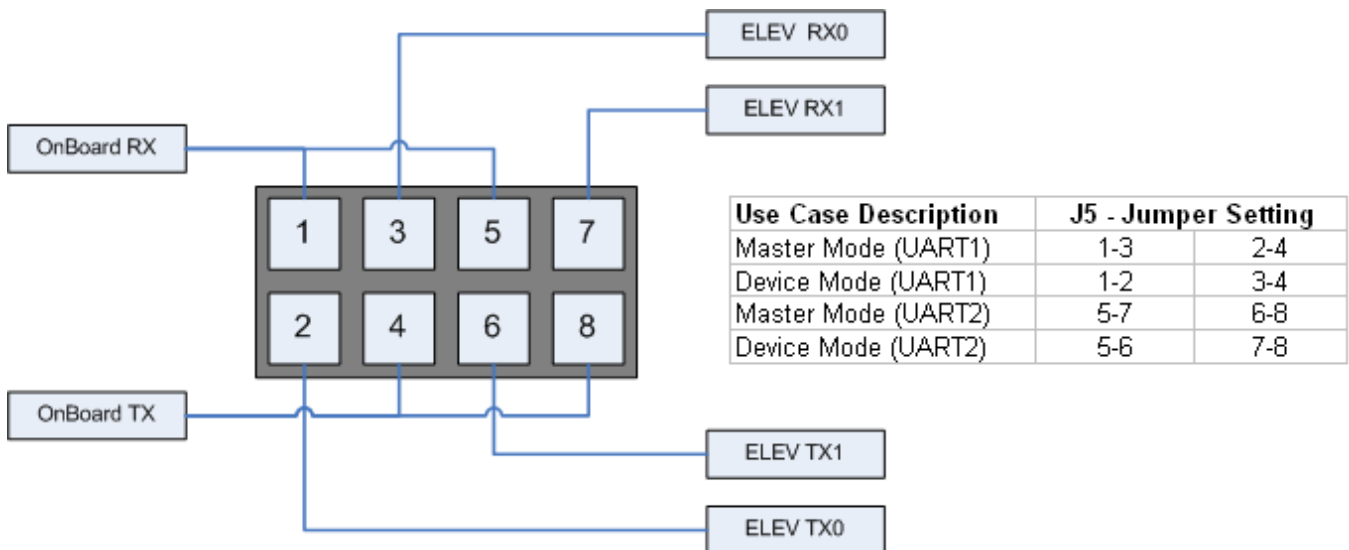 ELEV RX0
ELEV RX1
OnBoard RX
1 3 5 7
2 4 6 8
OnBoard TX
ELEV TX1
ELEV TX0
Use Case Description J5 - Jumper Setting
Master Mode (UART1) 1-3 2-4
Device Mode (UART1) 1-2 3-4
Master Mode (UART2) 5-7 6-8
Device Mode (UART2) 5-6 7-8